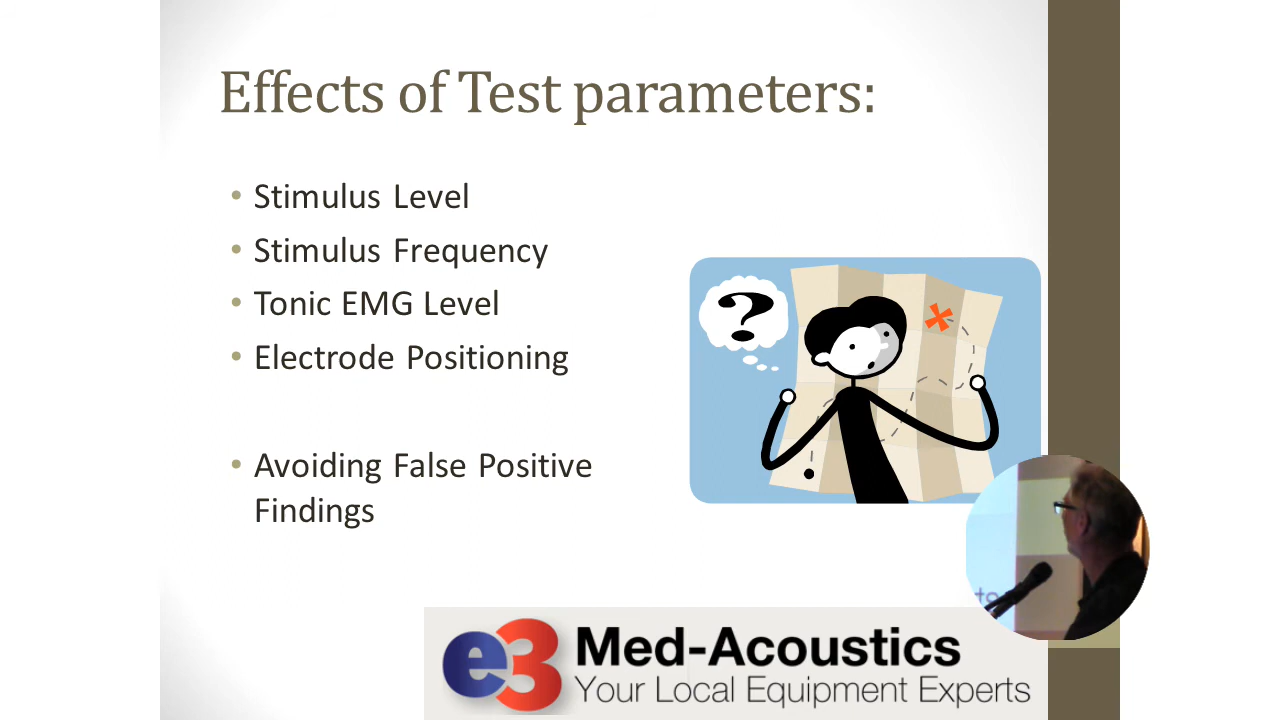 Effects of Test parameters:
• Stimulus Level
• Stimulus Frequency
• Tonic EMG Level
• Electrode Positioning
• Avoiding False Positive
Findings
?
e3 Med-Acoustics
Your Local Equipment Experts